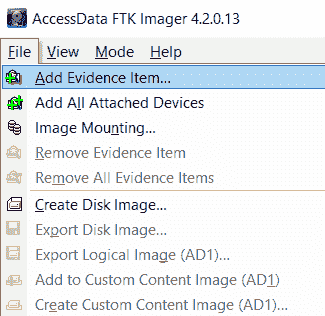 AccessData FTK Imager 4.2.0.13
File View Mode Help
Add Evidence Item...
Add All Attached Devices
Image Mounting...
Remove Evidence Item
Remove All Evidence Items
Create Disk Image...
Export Disk Image...
Export Logical Image (AD1)...
Add to Custom Content Image (AD1)
Create Custom Content Image (AD1)...